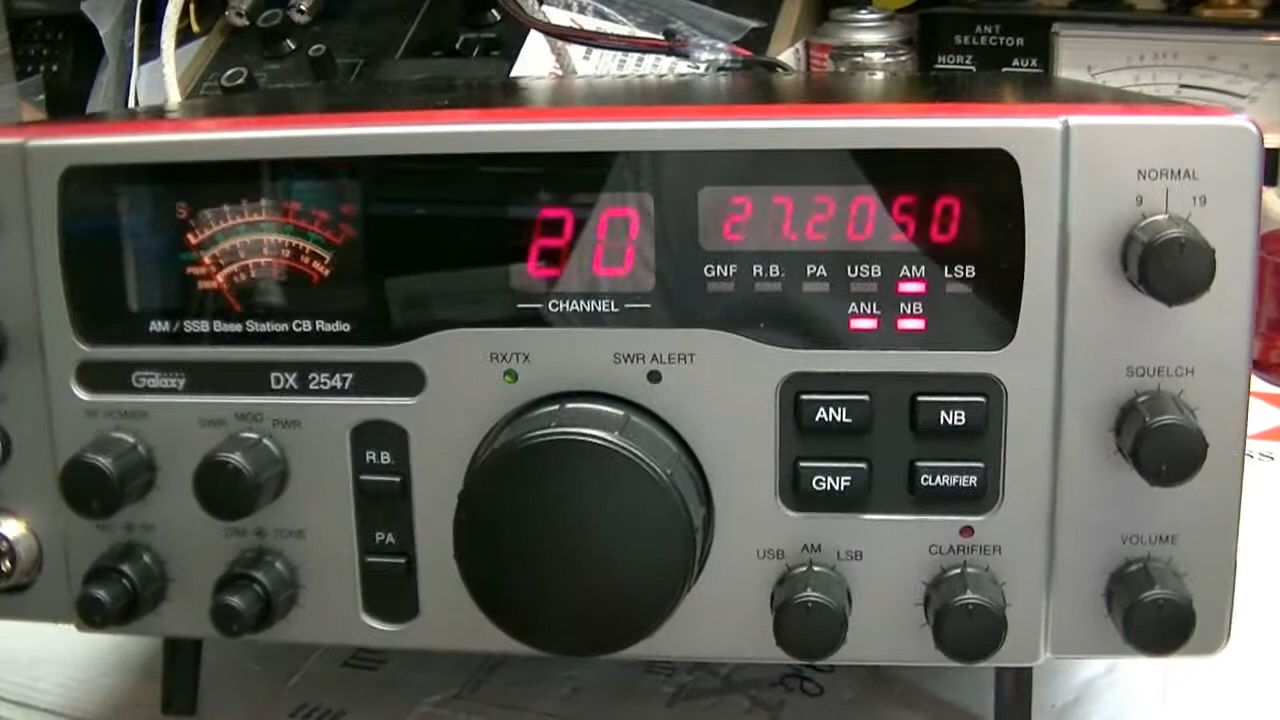 ANT
SELECTOR
HORZ AUX
NORMAL
9 19
S
20
27.2050
GNF R.B. PA USB AM LSB
ANL NB
CHANNEL
AM / SSB Base Station CB Radio
RX/TX SWR ALERT
Galaxy DX 2547
SQUELCH
RF POWER SWR MOD PWR
R.B.
ANL NB
GNF CLARIFIER
PA
DIM TONE
USB AM LSB
CLARIFIER
VOLUME